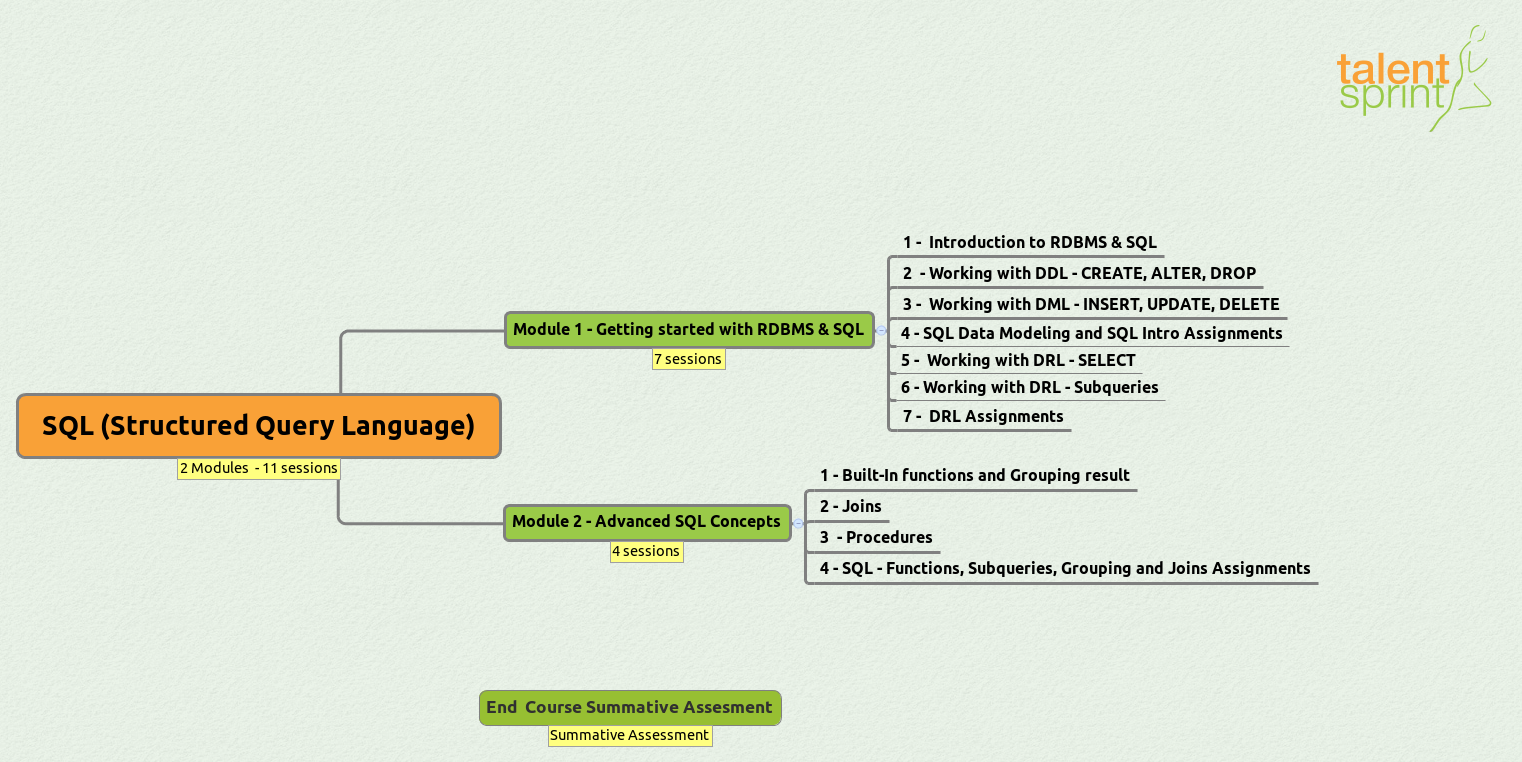 talent
sprint
1 - Introduction to RDBMS & SQL
2 - Working with DDL - CREATE, ALTER, DROP
3 - Working with DML - INSERT, UPDATE, DELETE
Module 1 - Getting started with RDBMS & SQL
4 - SQL Data Modeling and SQL Intro Assignments
7 sessions
5 - Working with DRL - SELECT
6 - Working with DRL - Subqueries
7 - DRL Assignments
SQL (Structured Query Language)
2 Modules - 11 sessions
1 - Built-In functions and Grouping result
2 - Joins
Module 2 - Advanced SQL Concepts
4 sessions
3 - Procedures
4 - SQL - Functions, Subqueries, Grouping and Joins Assignments
End Course Summative Assesment
Summative Assessment